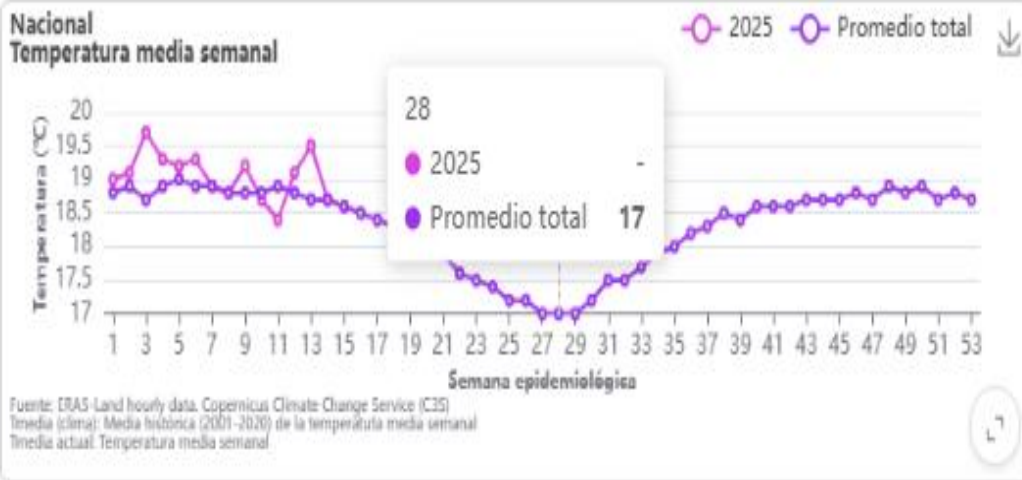 Nacional
Temperatura media semanal
2025
Promedio total
28
2025 -
Promedio total 17
Temperatura (°C)
20
19.5
19
18.5
18
17.5
17
1 3 5 7 9 11 13 15 17 19 21 23 25 27 29 31 33 35 37 39 41 43 45 47 49 51 53
Semana epidemiológica
Fuente: ERA5-Land hourly data. Copernicus Climate Change Service (C3S)
Tmedia (clima): Media histórica (2001-2020) de la temperatura media semanal
Tmedia actual: Temperatura media semanal